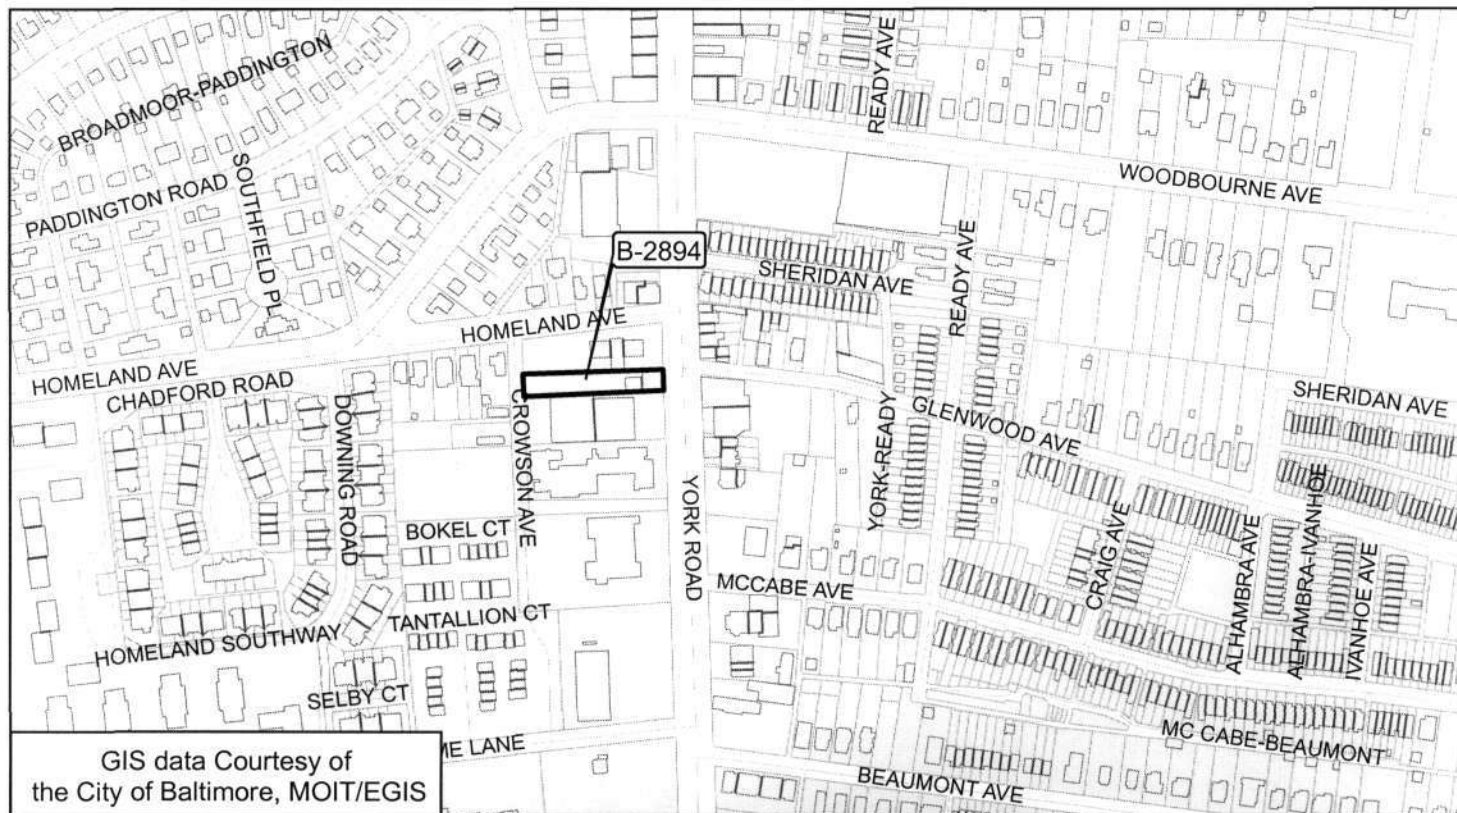 BROADMOOR-PADDINGTON
READY AVE
WOODBOURNE AVE
PADDINGTON ROAD
SOUTHFIELD PL
B-2894
SHERIDAN AVE
READY AVE
HOMELAND AVE
HOMELAND AVE
CHADFORD ROAD
DOWNING ROAD
CROWSON AVE
YORK ROAD
YORK-READY
GLENWOOD AVE
SHERIDAN AVE
BOKEL CT
MCCABE AVE
CRAIG AVE
ALHAMBRA AVE
ALHAMBRA-IVANHOE
IVANHOE AVE
TANTALLION CT
HOMELAND SOUTHWAY
SELBY CT
ME LANE
MC CABE-BEAUMONT
BEAUMONT AVE
GIS data Courtesy of
the City of Baltimore, MOIT/EGIS